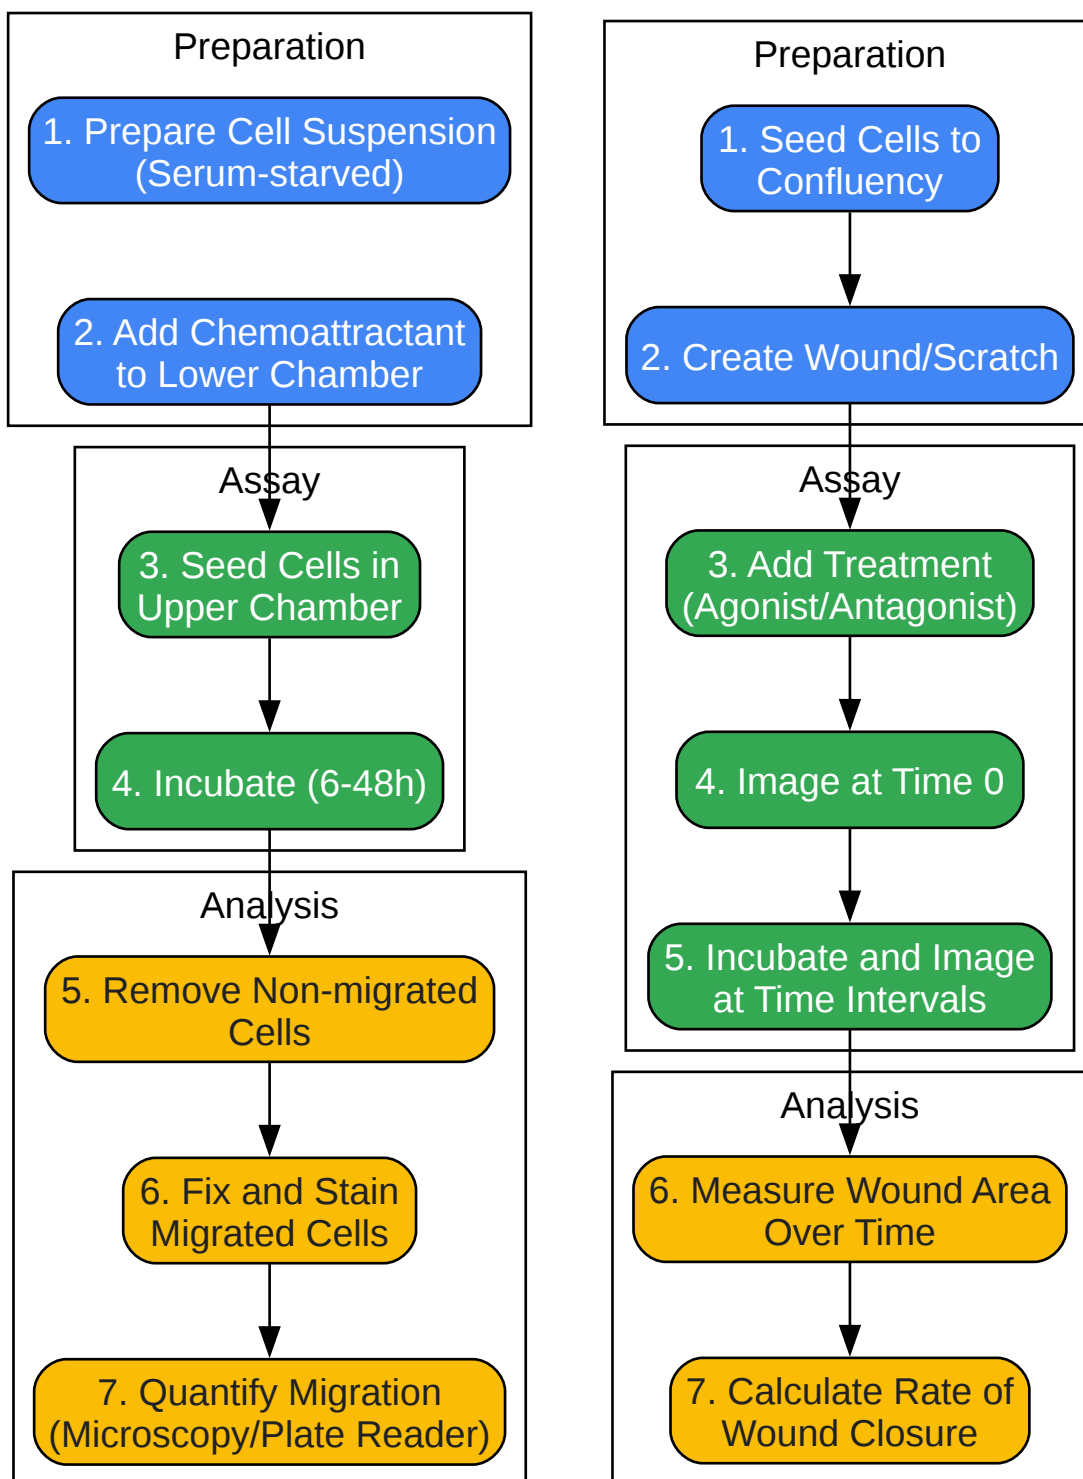 Preparation
1. Prepare Cell Suspension
(Serum-starved)
2. Add Chemoattractant
to Lower Chamber
Assay
3. Seed Cells in
Upper Chamber
4. Incubate (6-48h)
Analysis
5. Remove Non-migrated
Cells
6. Fix and Stain
Migrated Cells
7. Quantify Migration
(Microscopy/Plate Reader)
Preparation
1. Seed Cells to
Confluency
2. Create Wound/Scratch
Assay
3. Add Treatment
(Agonist/Antagonist)
4. Image at Time 0
5. Incubate and Image
at Time Intervals
Analysis
6. Measure Wound Area
Over Time
7. Calculate Rate of
Wound Closure